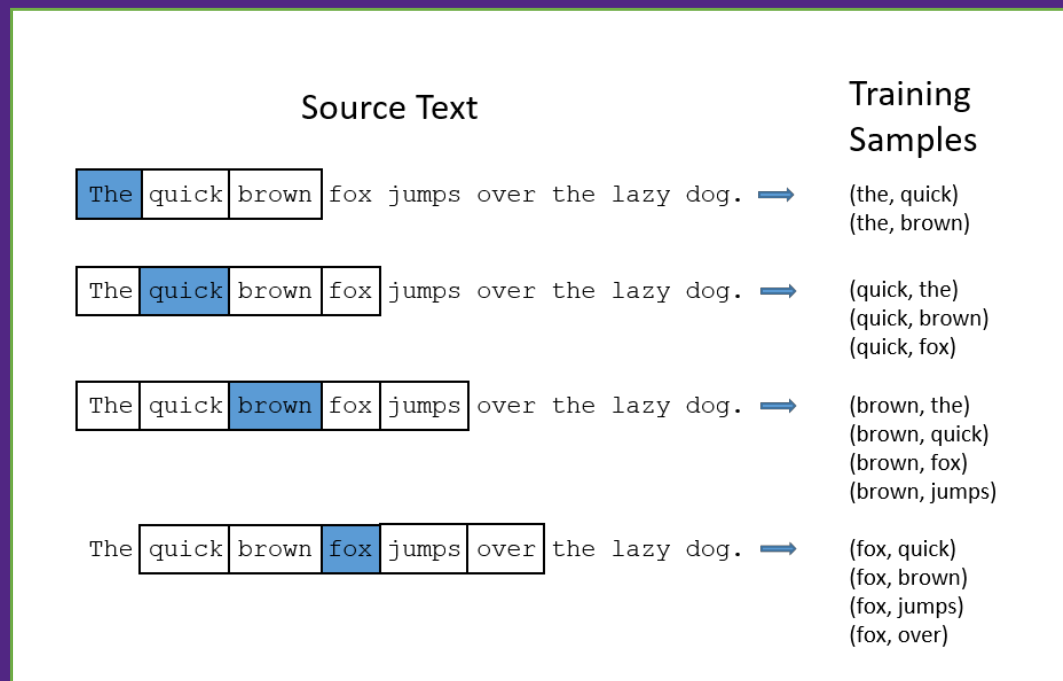 Source Text
Training
Samples
The quick brown fox jumps over the lazy dog.
(the, quick)
(the, brown)
The quick brown fox jumps over the lazy dog.
(quick, the)
(quick, brown)
(quick, fox)
The quick brown fox jumps over the lazy dog.
(brown, the)
(brown, quick)
(brown, fox)
(brown, jumps)
The quick brown fox jumps over the lazy dog.
(fox, quick)
(fox, brown)
(fox, jumps)
(fox, over)